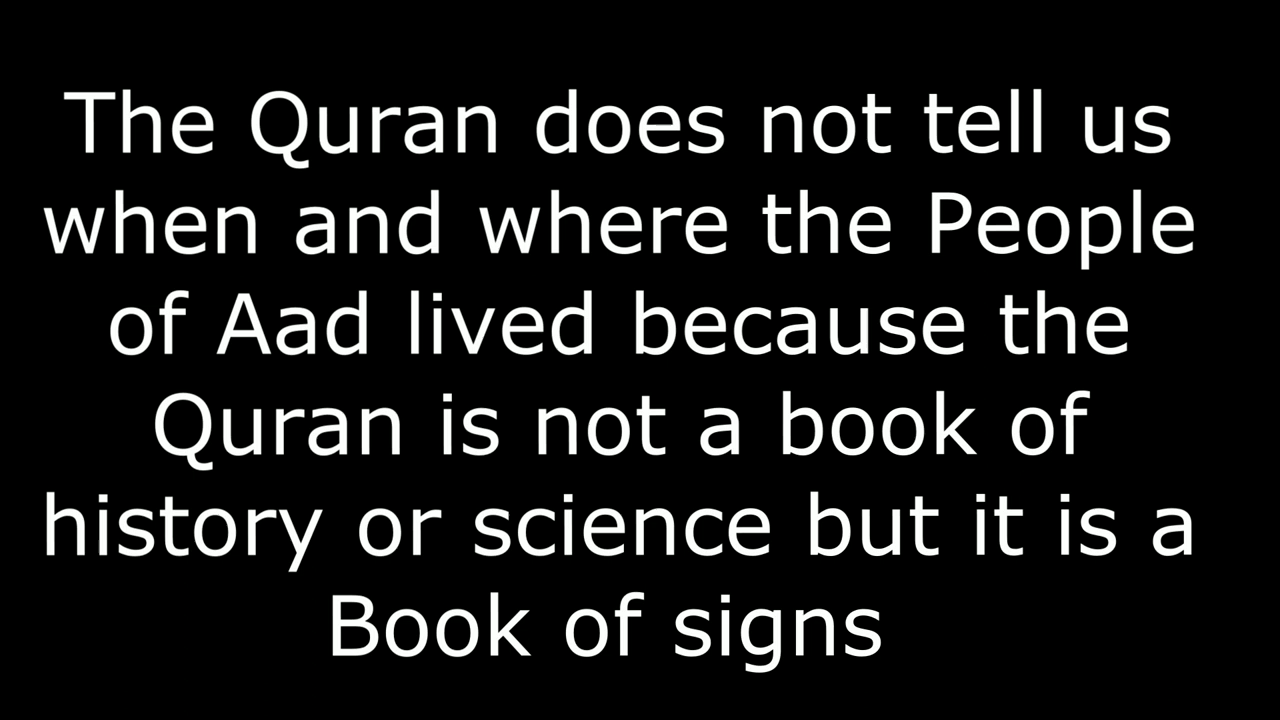 The Quran does not tell us
when and where the People
of Aad lived because the
Quran is not a book of
history or science but it is a
Book of signs